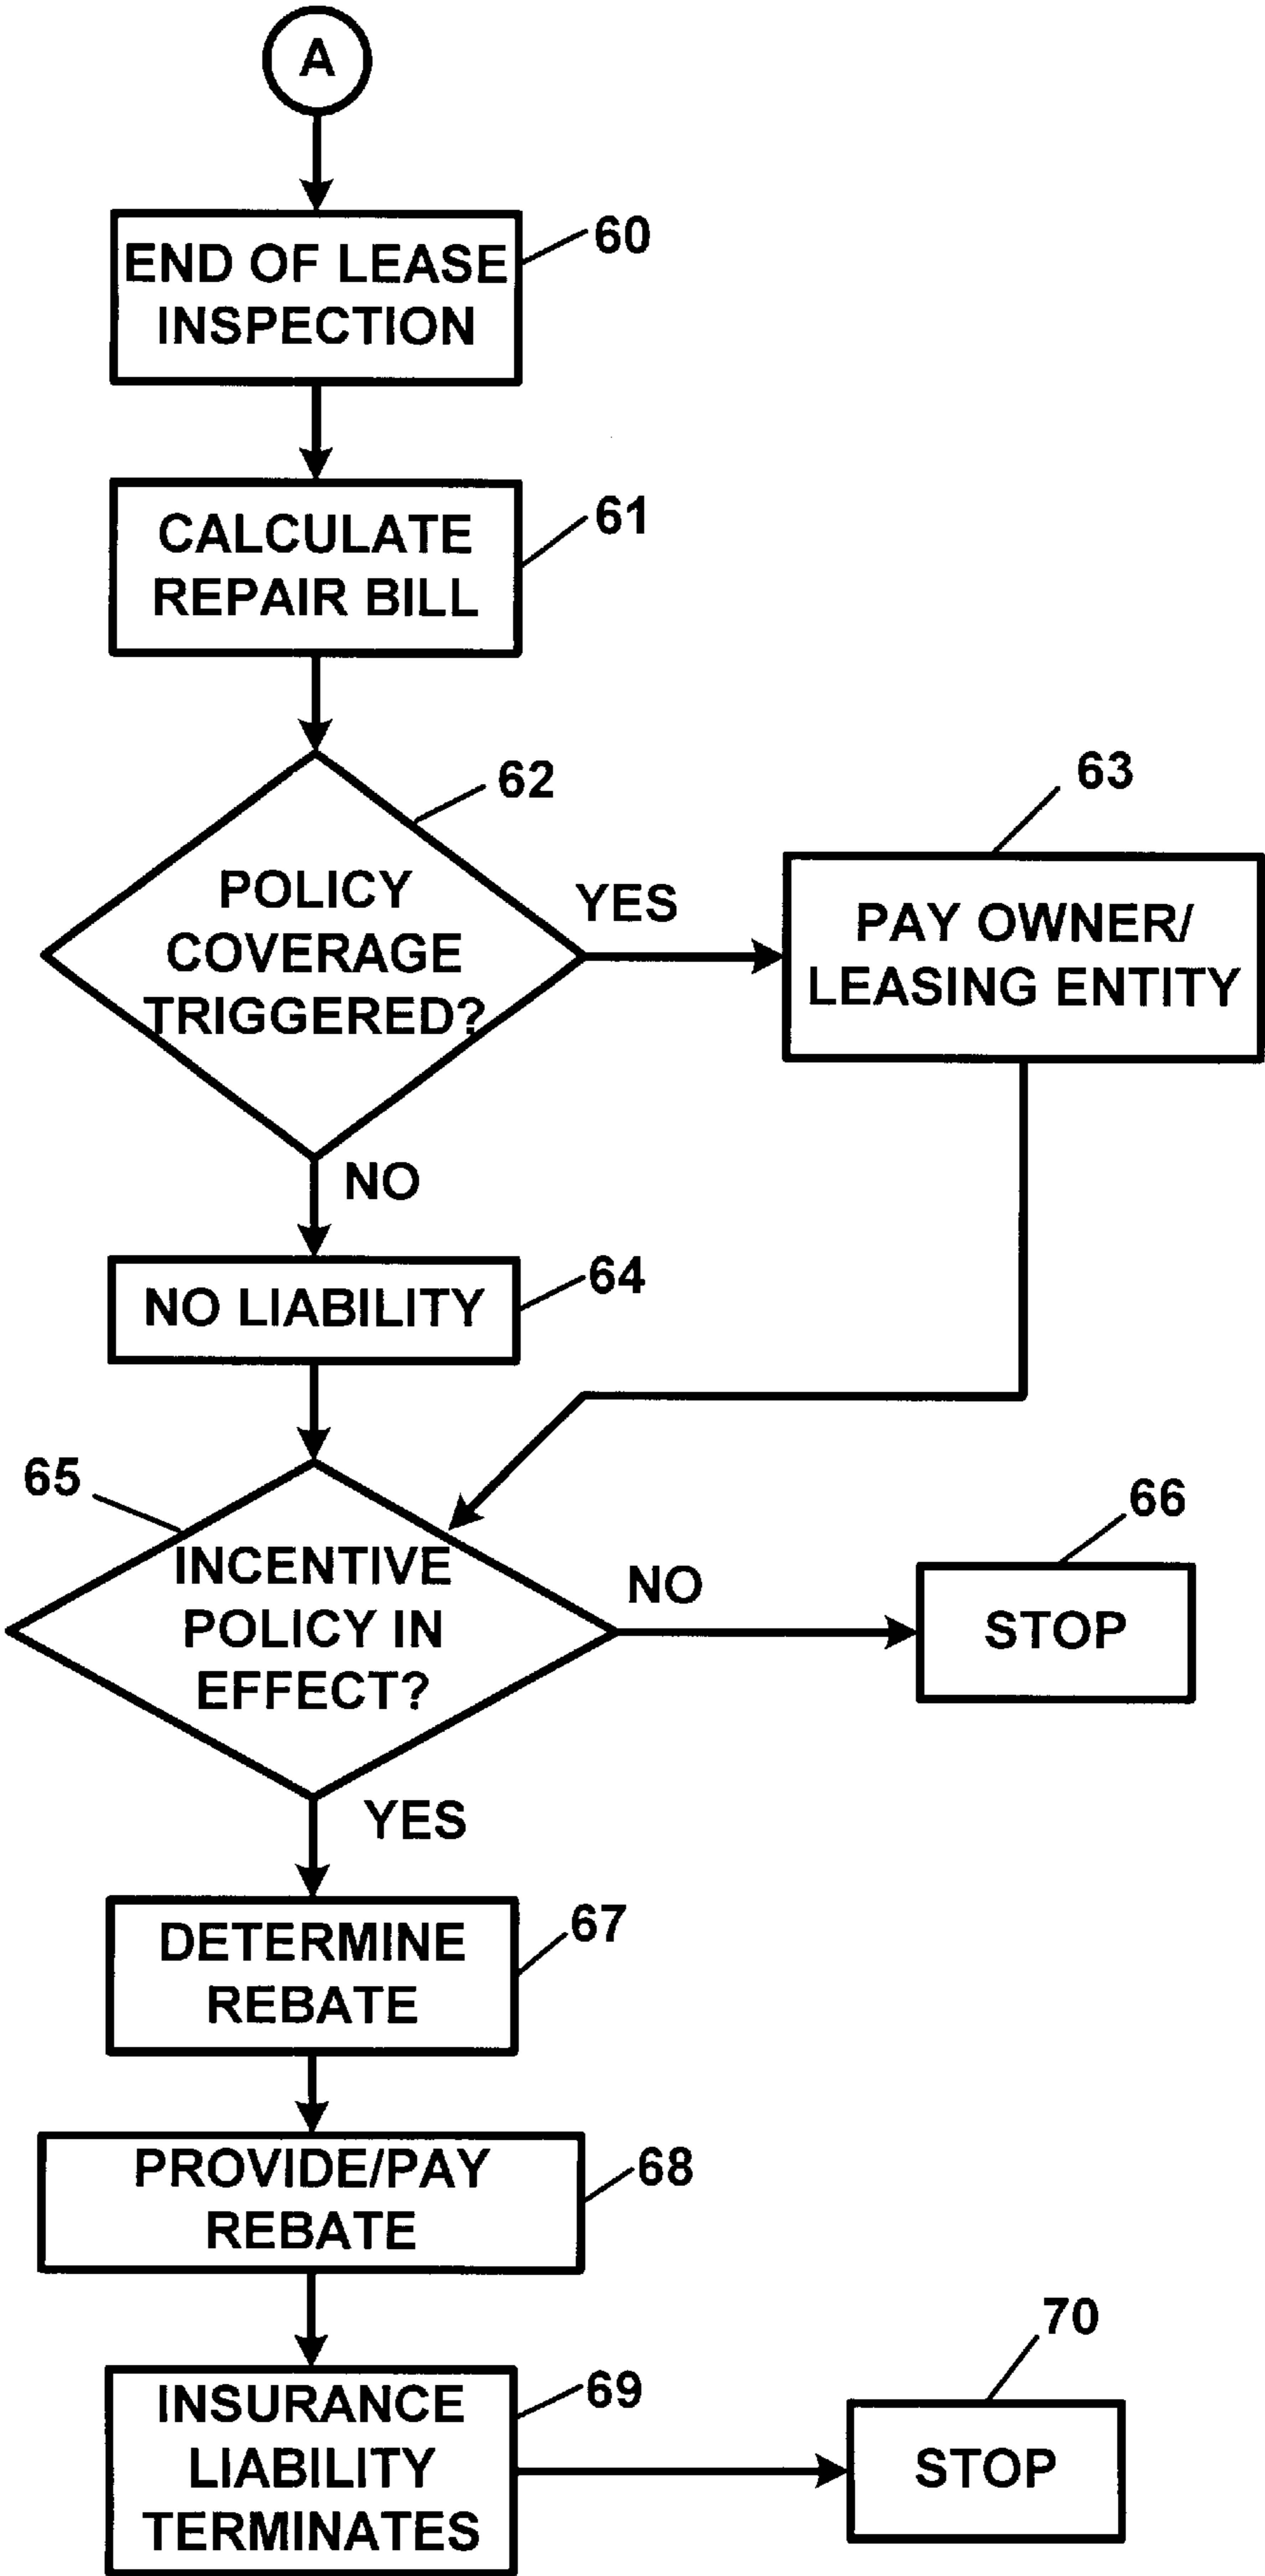 A
60
END OF LEASE
INSPECTION
61
CALCULATE
REPAIR BILL
62
POLICY
COVERAGE
TRIGGERED?
YES
63
PAY OWNER/
LEASING ENTITY
NO
64
NO LIABILITY
65
INCENTIVE
POLICY IN
EFFECT?
NO
66
STOP
YES
67
DETERMINE
REBATE
68
PROVIDE/PAY
REBATE
69
INSURANCE
LIABILITY
TERMINATES
70
STOP